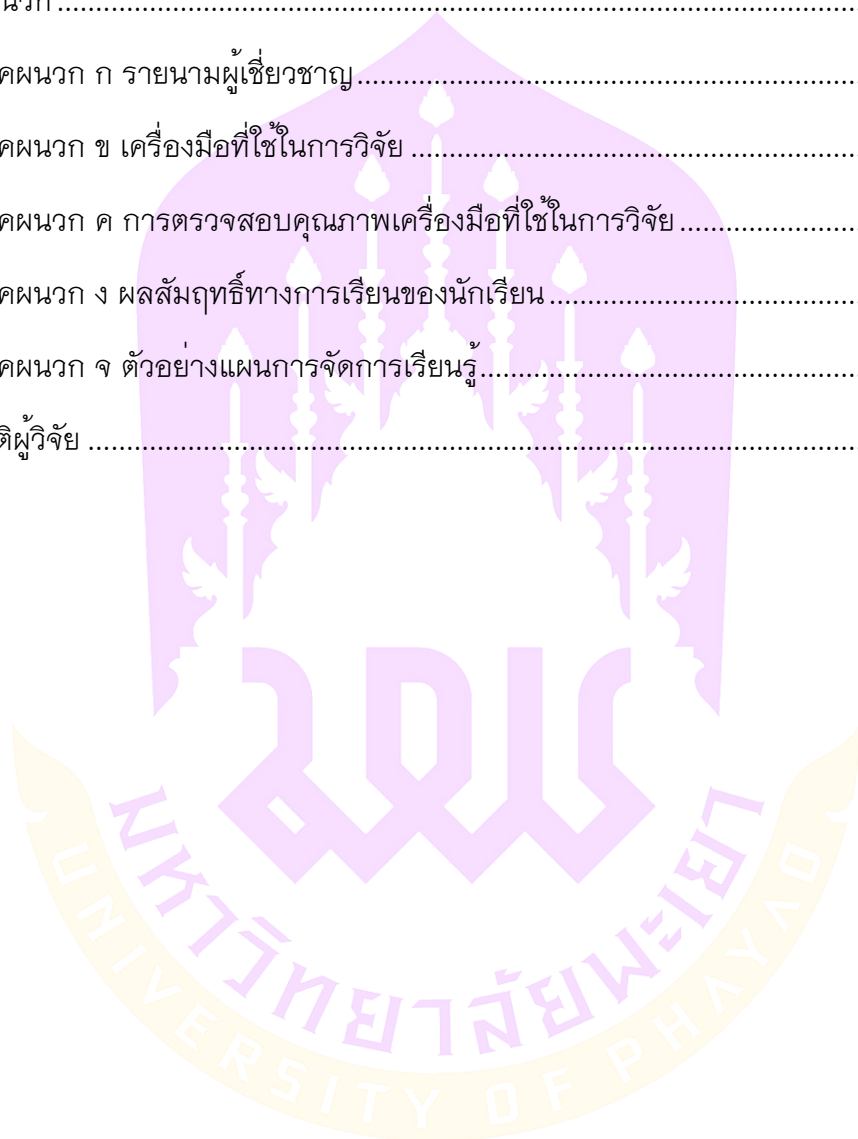 นวก ........................................................................................................
คผนวก ก รายนามผู้เชี่ยวชาญ .................................................................
คผนวก ข เครื่องมือที่ใช้ในการวิจัย ..........................................................
คผนวก ค การตรวจสอบคุณภาพเครื่องมือที่ใช้ในการวิจัย .......................
คผนวก ง ผลสัมฤทธิ์ทางการเรียนของนักเรียน ........................................
คผนวก จ ตัวอย่างแผนการจัดการเรียนรู้ .................................................
ติผู้วิจัย ....................................................................................................
มหาวิทยาลัยพะเยา
UNIVERSITY OF PHAYAO